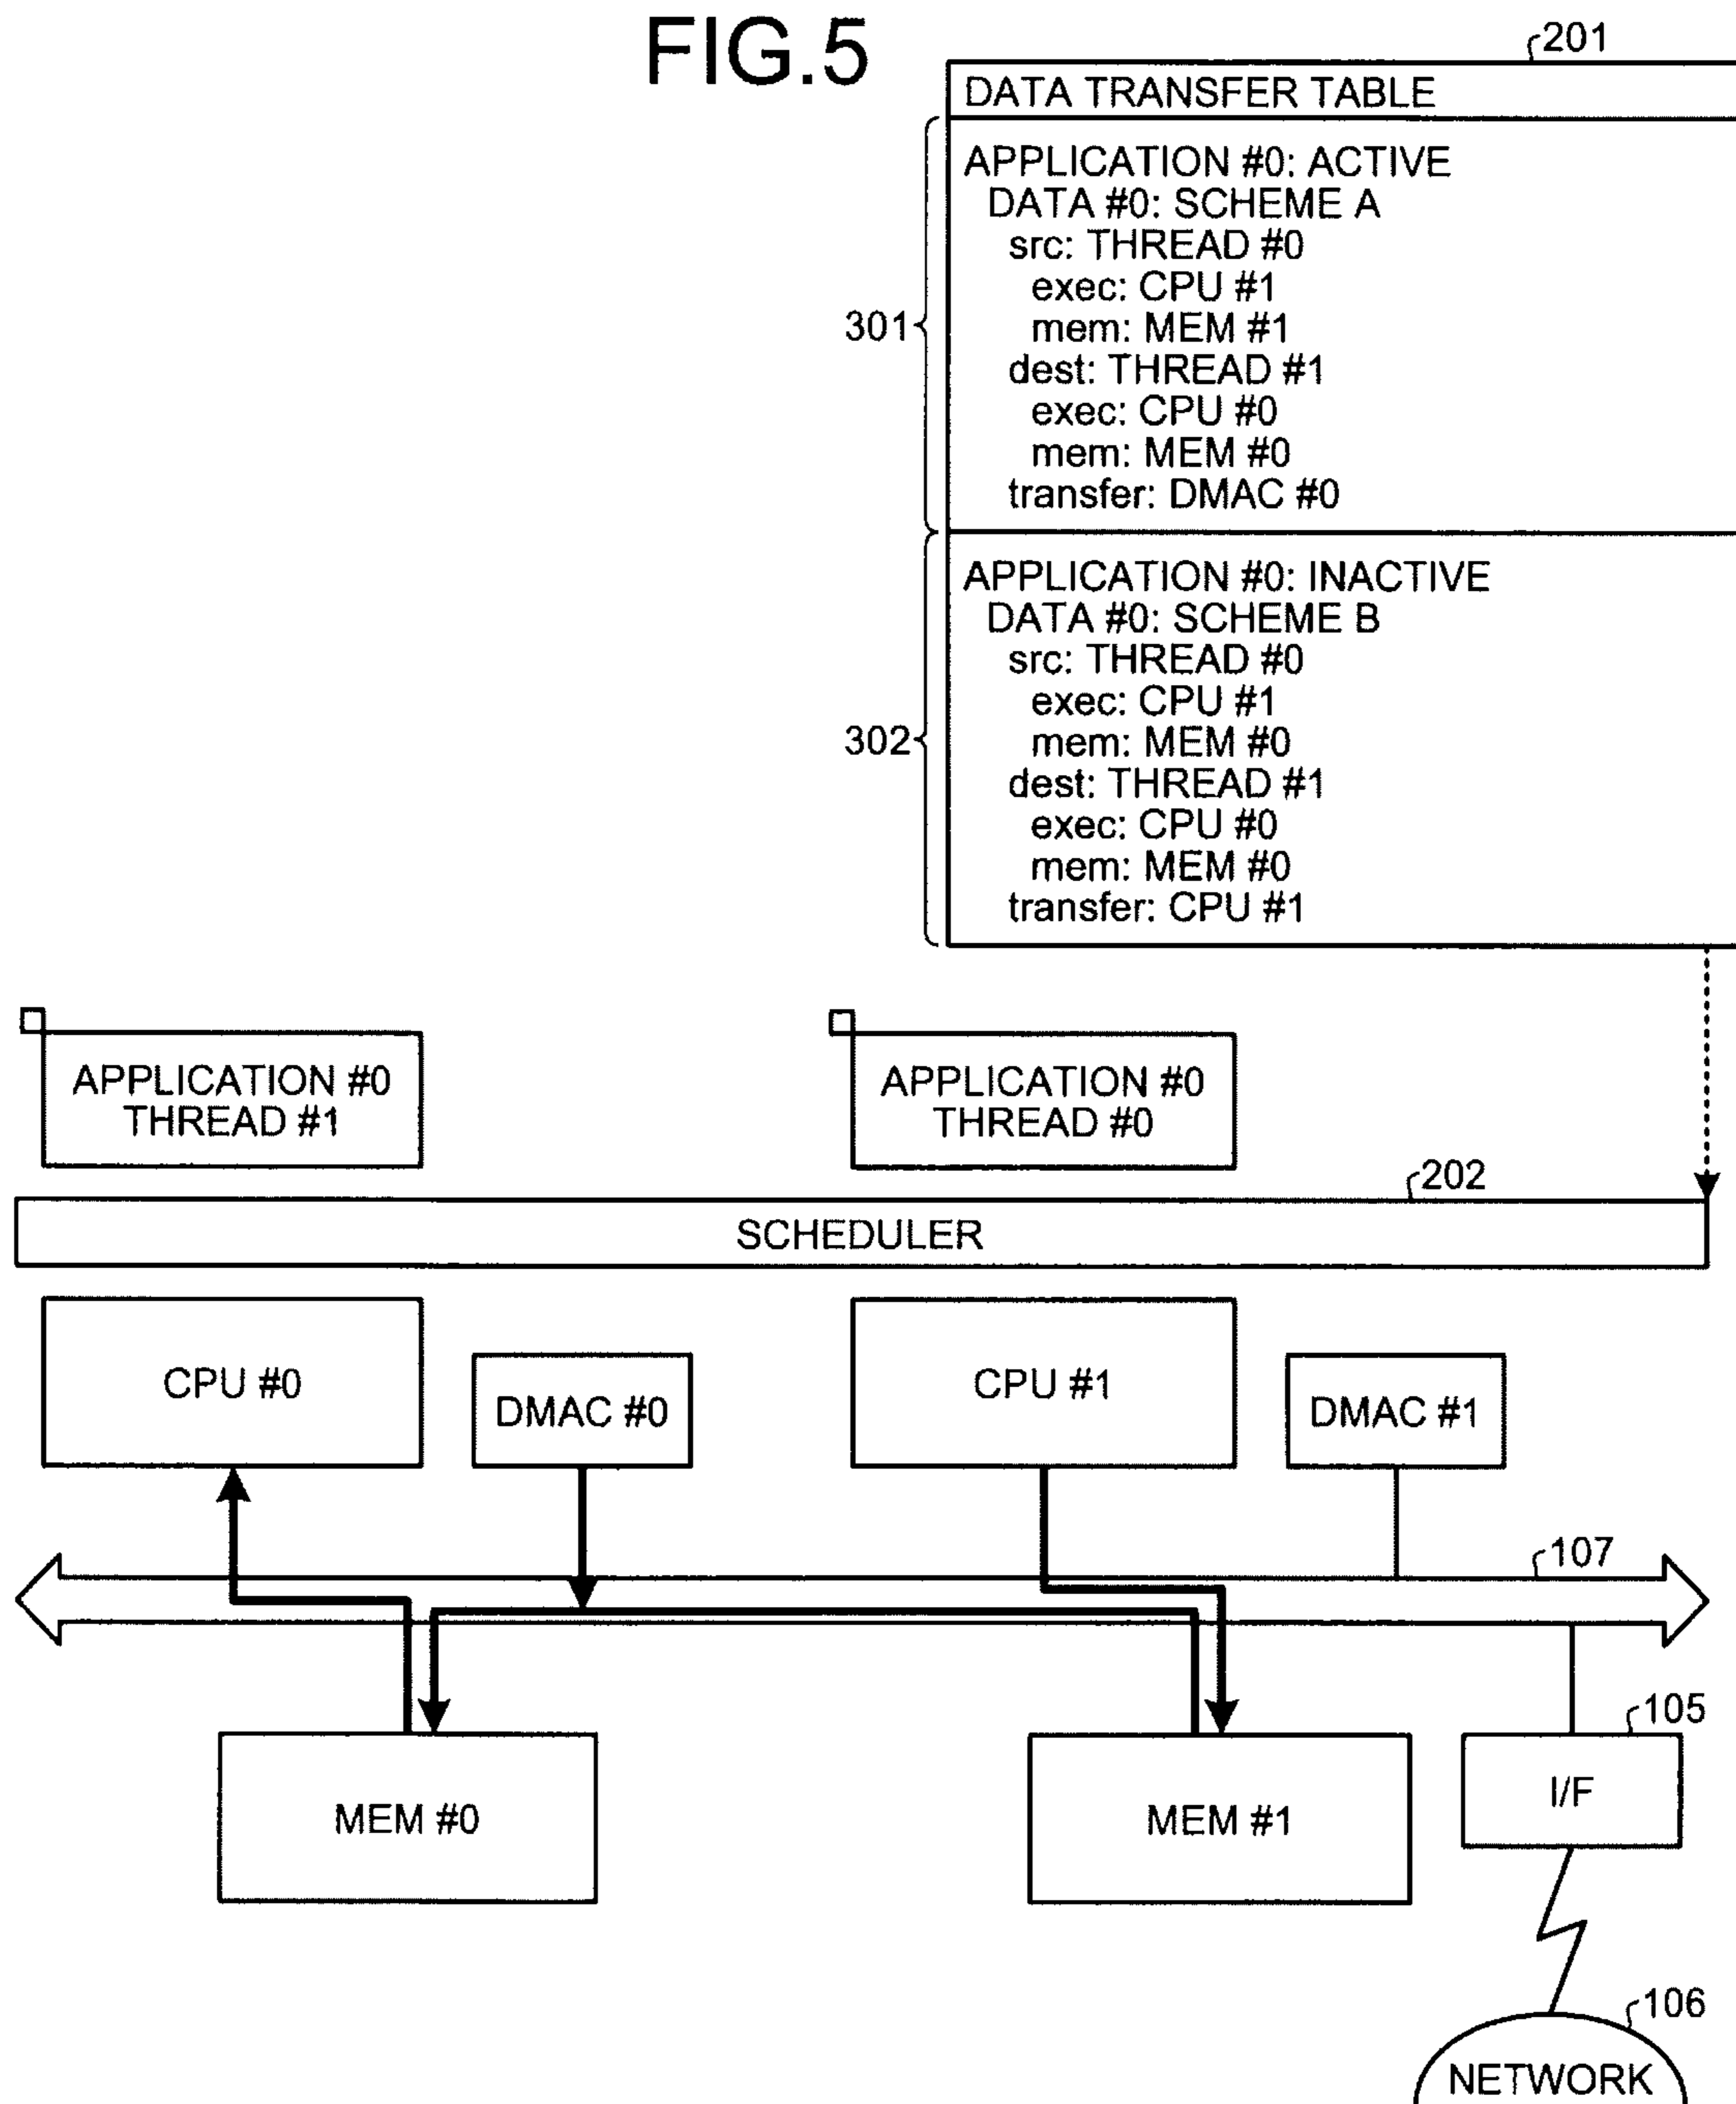 FIG.5
201
DATA TRANSFER TABLE
301
APPLICATION #0: ACTIVE
DATA #0: SCHEME A
src: THREAD #0
exec: CPU #1
mem: MEM #1
dest: THREAD #1
exec: CPU #0
mem: MEM #0
transfer: DMAC #0
302
APPLICATION #0: INACTIVE
DATA #0: SCHEME B
src: THREAD #0
exec: CPU #1
mem: MEM #0
dest: THREAD #1
exec: CPU #0
mem: MEM #0
transfer: CPU #1
APPLICATION #0
THREAD #1
APPLICATION #0
THREAD #0
202
SCHEDULER
CPU #0
DMAC #0
CPU #1
DMAC #1
107
105
MEM #0
MEM #1
I/F
106
NETWORK